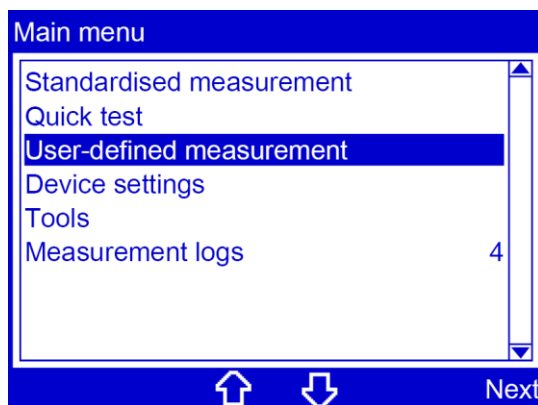 Main menu
Standardised measurement
Quick test
User-defined measurement
Device settings
Tools
Measurement logs 4
Next